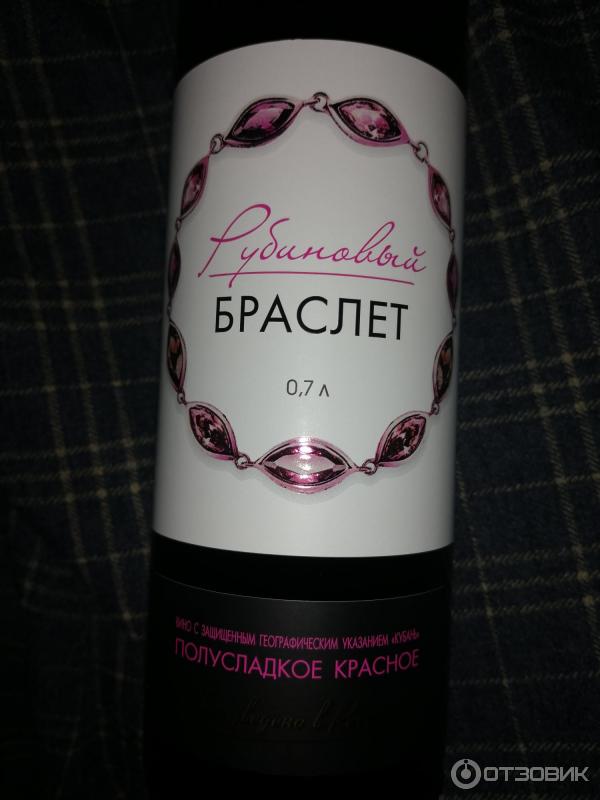 Рубиновый
БРАСЛЕТ
0,7 л
ВИНО С ЗАЩИЩЕННЫМ ГЕОГРАФИЧЕСКИМ УКАЗАНИЕМ «КУБАНЬ»
ПОЛУСЛАДКОЕ КРАСНОЕ
ОТЗОВИК